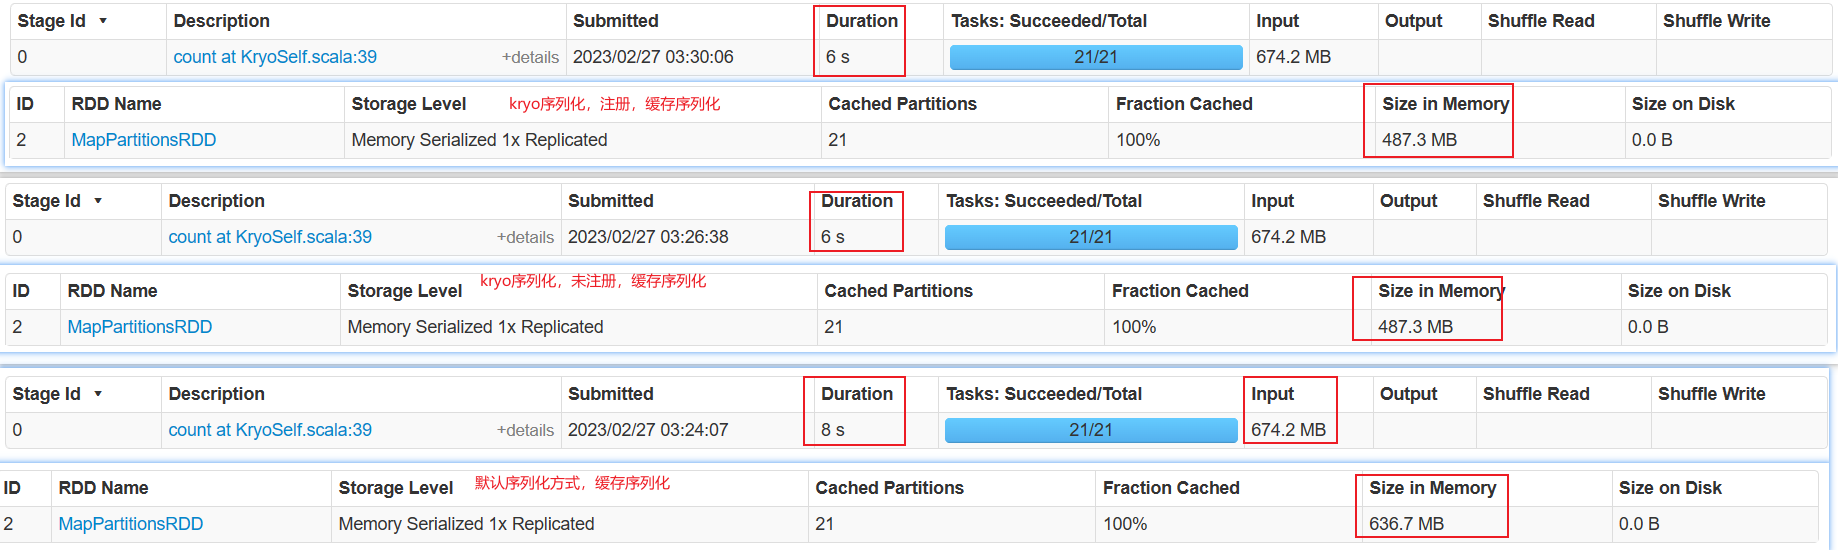 Stage Id ▼ Description Submitted Duration Tasks: Succeeded/Total Input Output Shuffle Read Shuffle Write
0 count at KryoSelf.scala:39 +details 2023/02/27 03:30:06 6 s 21/21 674.2 MB
ID RDD Name Storage Level kryo序列化，注册，缓存序列化 Cached Partitions Fraction Cached Size in Memory Size on Disk
2 MapPartitionsRDD Memory Serialized 1x Replicated 21 100% 487.3 MB 0.0 B
Stage Id ▼ Description Submitted Duration Tasks: Succeeded/Total Input Output Shuffle Read Shuffle Write
0 count at KryoSelf.scala:39 +details 2023/02/27 03:26:38 6 s 21/21 674.2 MB
ID RDD Name Storage Level kryo序列化，未注册，缓存序列化 Cached Partitions Fraction Cached Size in Memory Size on Disk
2 MapPartitionsRDD Memory Serialized 1x Replicated 21 100% 487.3 MB 0.0 B
Stage Id ▼ Description Submitted Duration Tasks: Succeeded/Total Input Output Shuffle Read Shuffle Write
0 count at KryoSelf.scala:39 +details 2023/02/27 03:24:07 8 s 21/21 674.2 MB
ID RDD Name Storage Level 默认序列化方式，缓存序列化 Cached Partitions Fraction Cached Size in Memory Size on Disk
2 MapPartitionsRDD Memory Serialized 1x Replicated 21 100% 636.7 MB 0.0 B